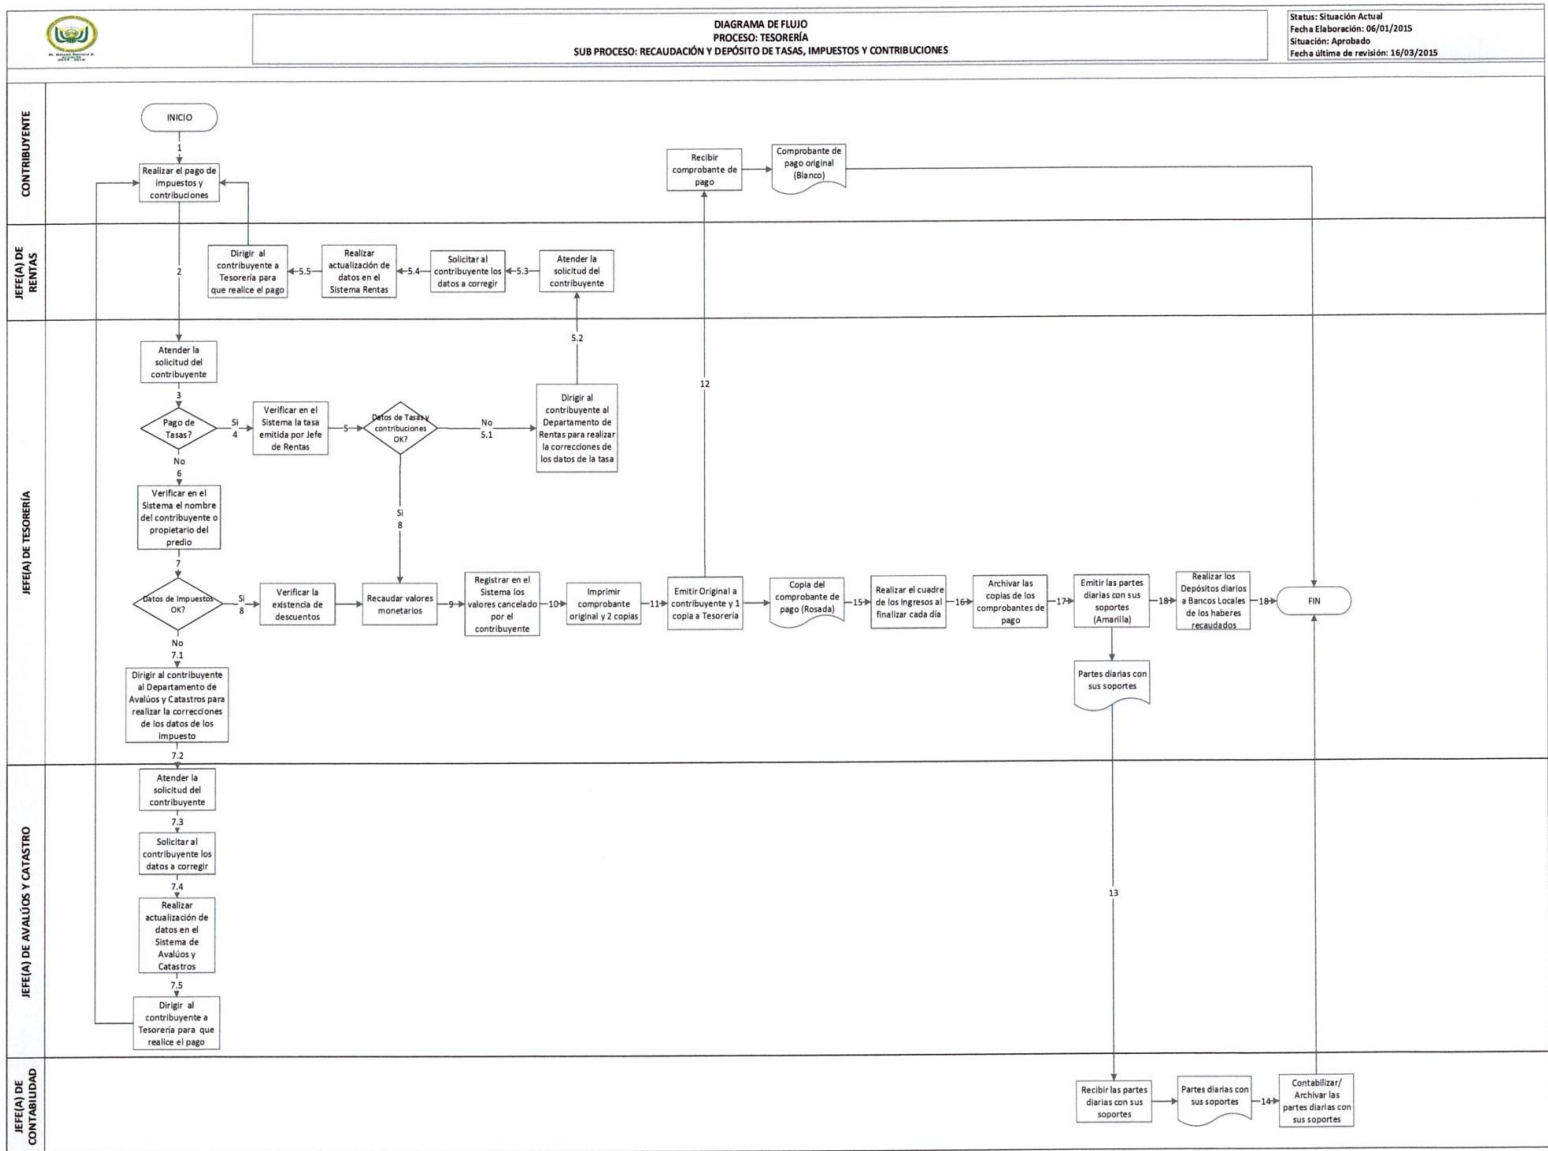 DIAGRAMA DE FLUJO
PROCESO: TESORERÍA
SUB PROCESO: RECAUDACIÓN Y DEPÓSITO DE TASAS, IMPUESTOS Y CONTRIBUCIONES
Status: Situación Actual
Fecha Elaboración: 06/01/2015
Situación: Aprobado
Fecha última de revisión: 16/03/2015
CONTRIBUYENTE
INICIO
1
Realizar el pago de
impuestos y
contribuciones
Recibir
comprobante de
pago
Comprobante de
pago original
(Blanco)
JEFE(A) DE
RENTAS
2
Dirigir al
contribuyente a
Tesorería para
que realice el pago
5.5
Realizar
actualización de
datos en el
Sistema Rentas
5.4
Solicitar al
contribuyente los
datos a corregir
5.3
Atender la
solicitud del
contribuyente
JEFE(A) DE TESORERÍA
5.2
12
Atender la
solicitud del
contribuyente
3
Pago de
Tasas?
Si
4
Verificar en el
Sistema la tasa
emitida por Jefe
de Rentas
5
Datos de Tasas y
contribuciones
OK?
No
5.1
Dirigir al
contribuyente al
Departamento de
Rentas para realizar
la correcciones de
los datos de la tasa
No
6
Verificar en el
Sistema el nombre
del contribuyente o
propietario del
predio
Si
8
7
Datos de Impuestos
OK?
Si
8
Verificar la
existencia de
descuentos
Recaudar valores
monetarios
9
Registrar en el
Sistema los
valores cancelado
por el
contribuyente
10
Imprimir
comprobante
original y 2 copias
11
Emitir Original a
contribuyente y 1
copia a Tesorería
Copia del
comprobante de
pago (Rosada)
15
Realizar el cuadre
de los Ingresos al
finalizar cada día
16
Archivar las
copias de los
comprobantes de
pago
17
Emitir las partes
diarias con sus
soportes
(Amarilla)
18
Realizar los
Depósitos diarios
a Bancos Locales
de los haberes
recaudados
18
FIN
No
7.1
Dirigir al contribuyente
al Departamento de
Avalúos y Catastros para
realizar la correcciones
de los datos de los
impuesto
Partes diarias con
sus soportes
7.2
JEFE(A) DE AVALÚOS Y CATASTRO
Atender la
solicitud del
contribuyente
7.3
Solicitar al
contribuyente los
datos a corregir
7.4
Realizar
actualización de
datos en el
Sistema de
Avalúos y
Catastros
7.5
Dirigir al
contribuyente a
Tesorería para que
realice el pago
13
JEFE(A) DE
CONTABILIDAD
Recibir las partes
diarias con sus
soportes
Partes diarias con
sus soportes
14
Contabilizar/
Archivar las
partes diarias con
sus soportes